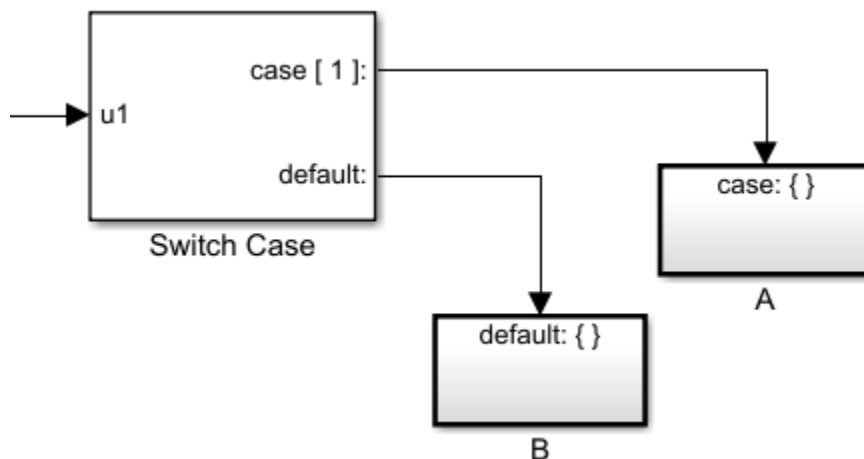 case [ 1 ]:
u1
default:
case: { }
Switch Case
A
default: { }
B